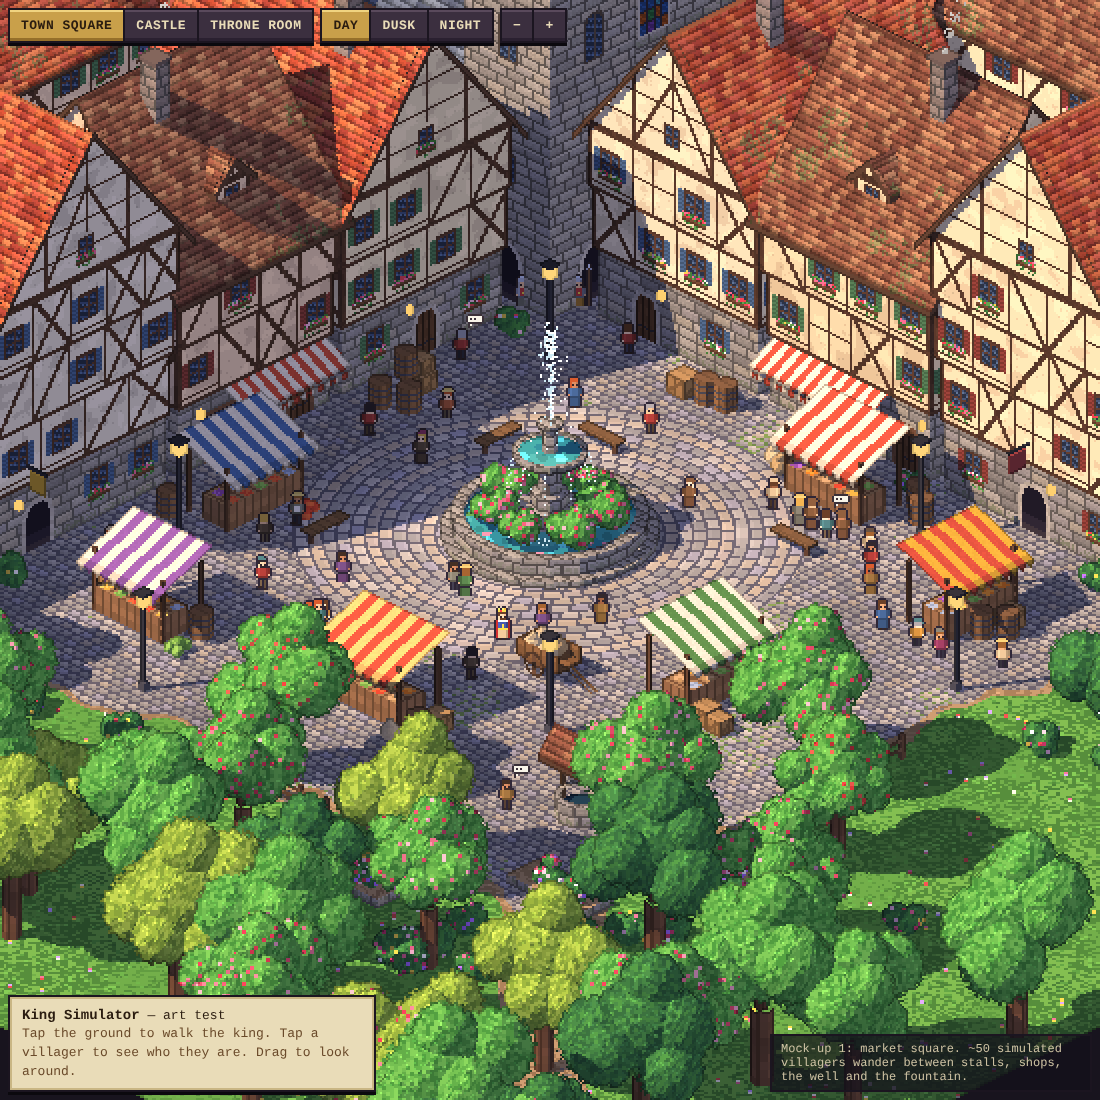 TOWN SQUARE CASTLE THRONE ROOM DAY DUSK NIGHT − +
King Simulator — art test
Tap the ground to walk the king. Tap a
villager to see who they are. Drag to look
around.
Mock-up 1: market square. ~50 simulated
villagers wander between stalls, shops,
the well and the fountain.